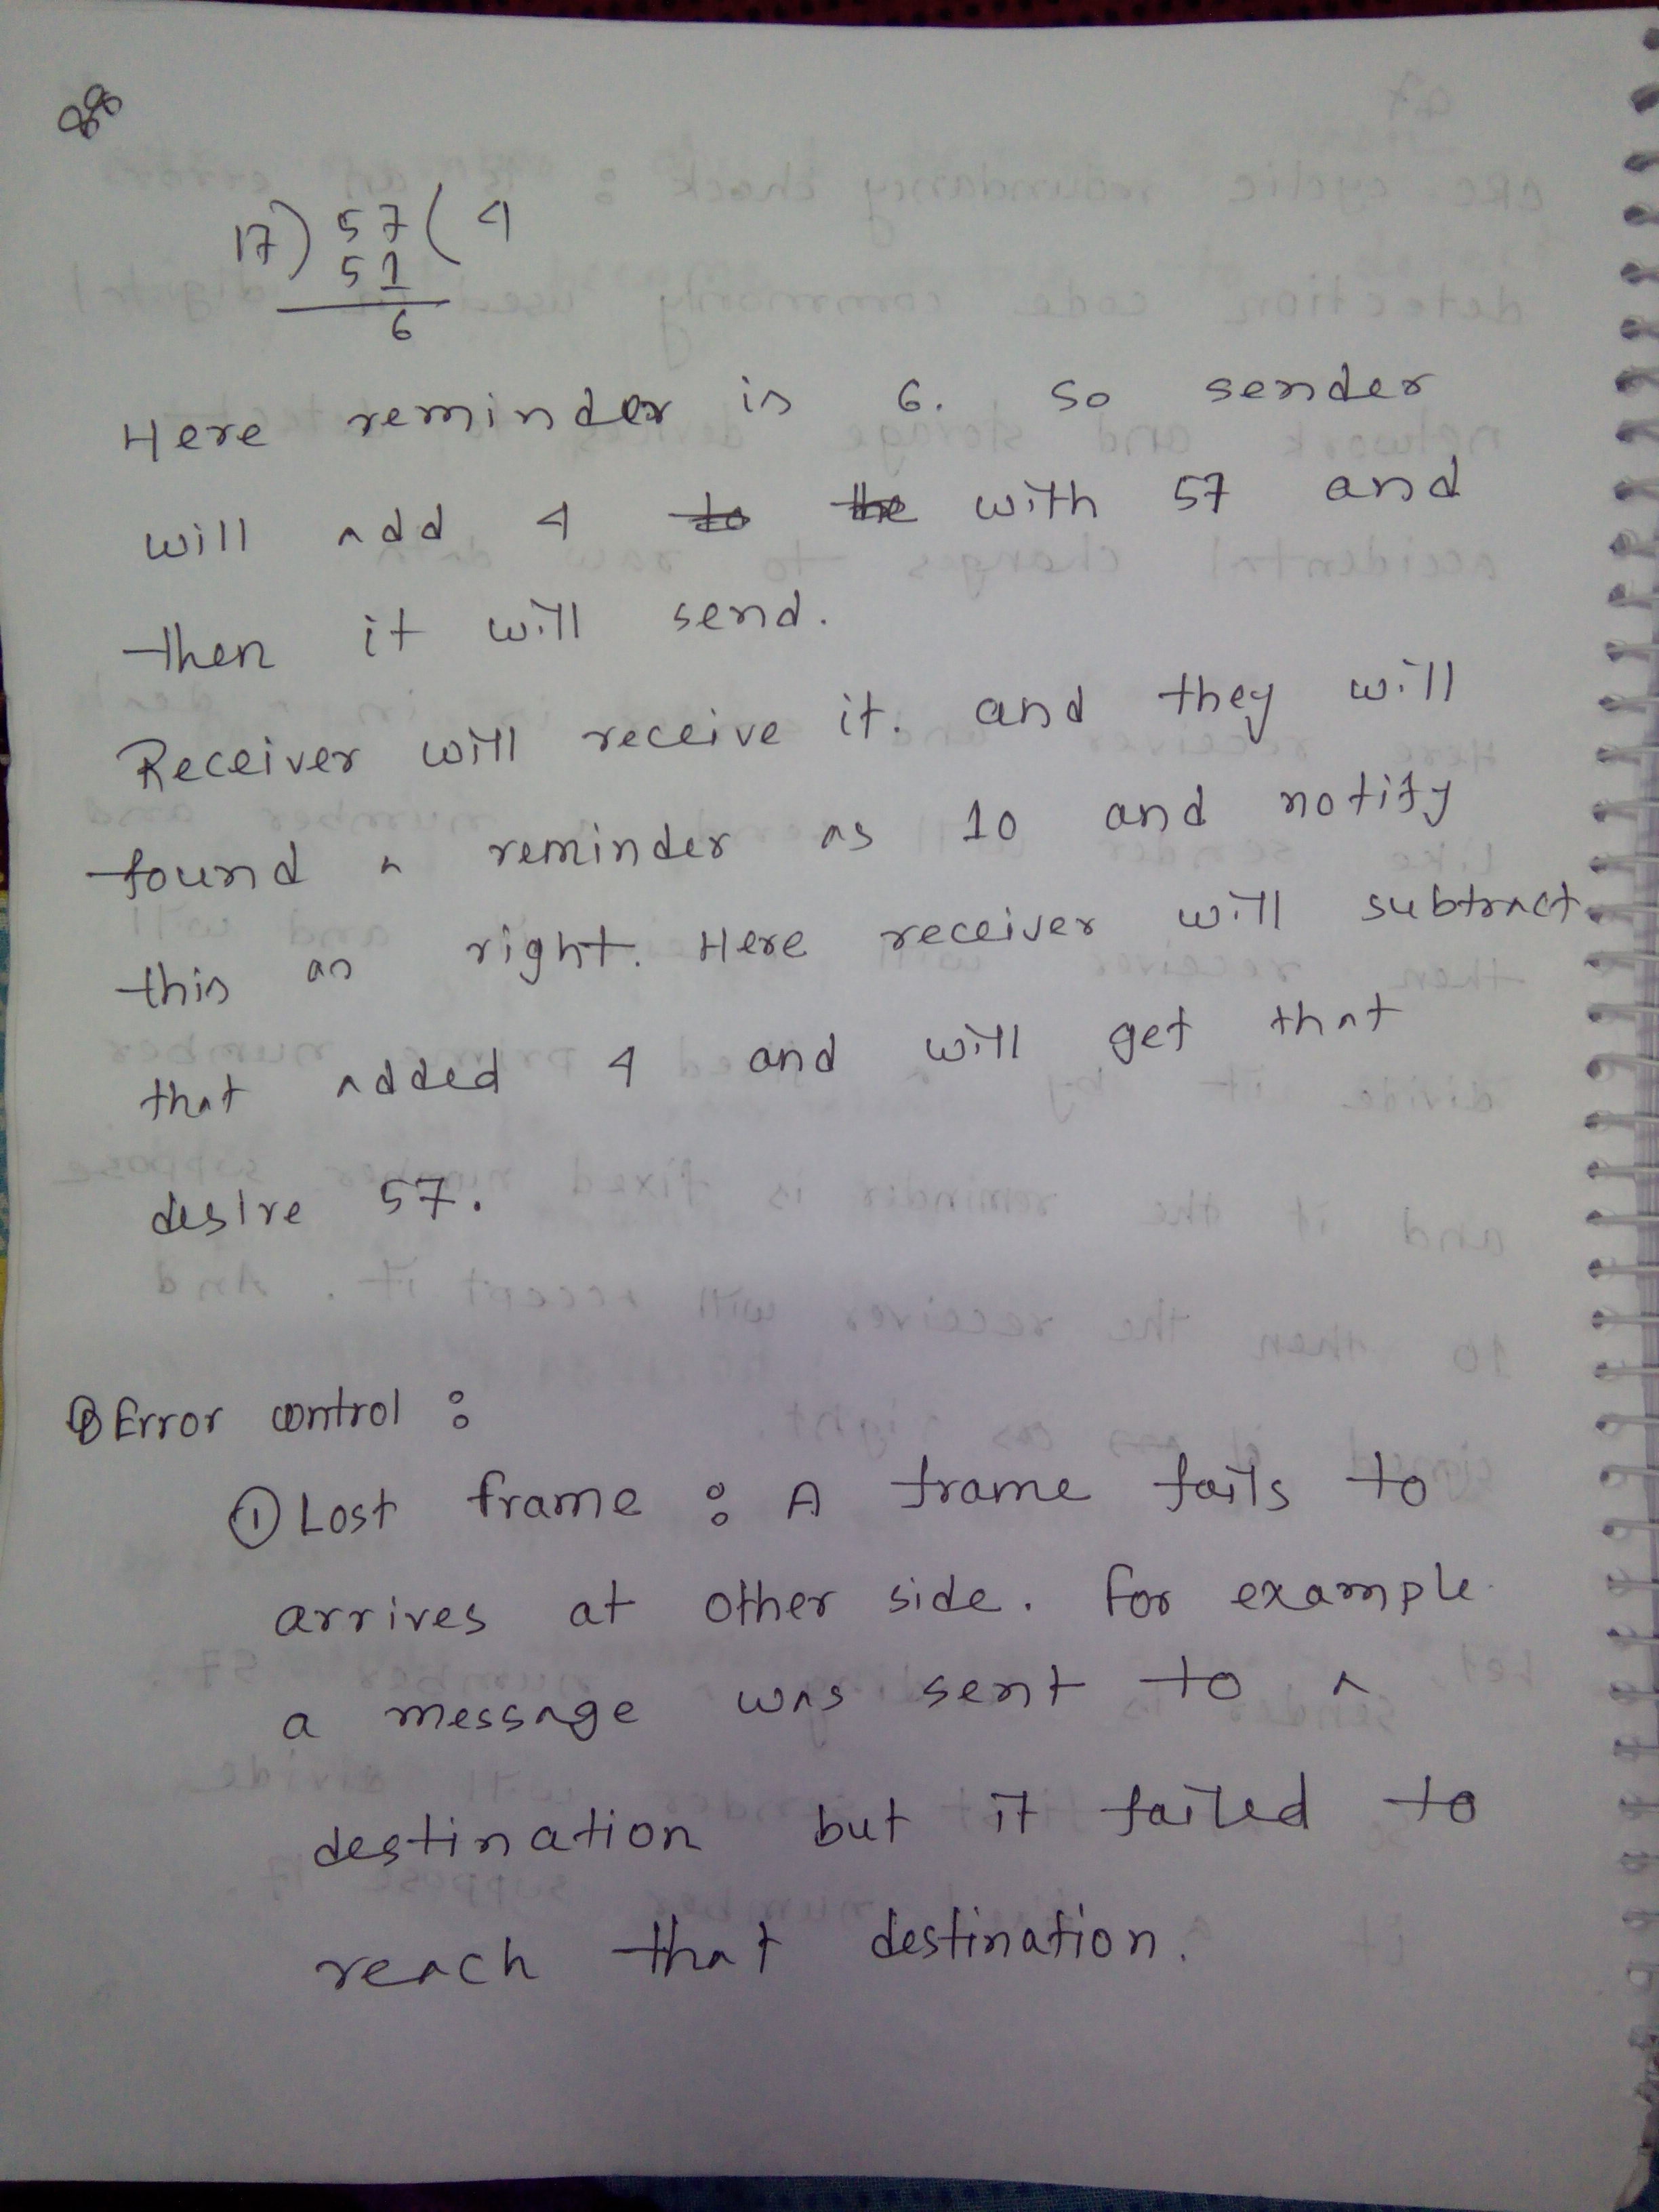 17) 57 ( 4
51
6
Here reminder is 6. so sender
will add 4 to the with 57 and
then it will send.
Receiver will receive it. and they will
found a reminder as 10 and notify
this as right. Here receiver will subtract
that added 4 and will get that
desire 57.
Error control :
① Lost frame : A frame fails to
arrives at other side. For example
a message was sent to a
destination but it failed to
reach that destination.